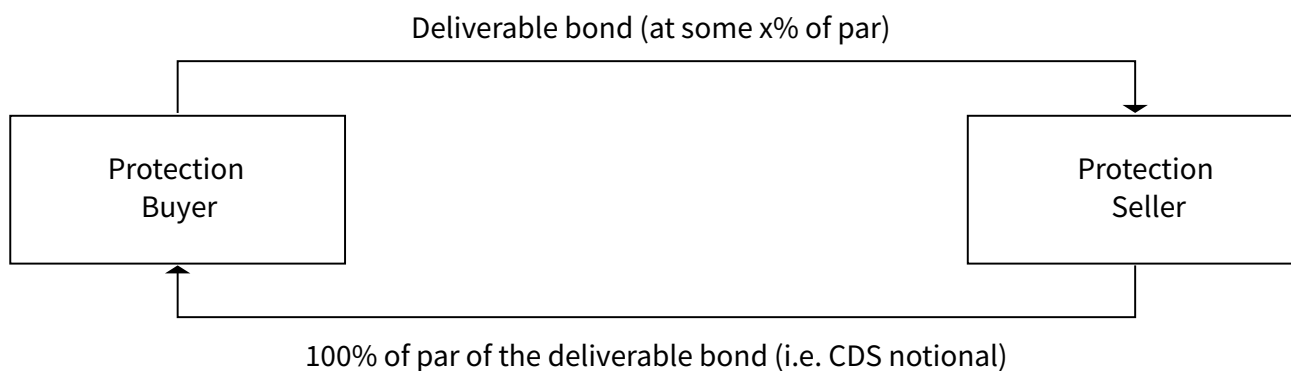 Deliverable bond (at some x% of par)
Protection
Buyer
Protection
Seller
100% of par of the deliverable bond (i.e. CDS notional)